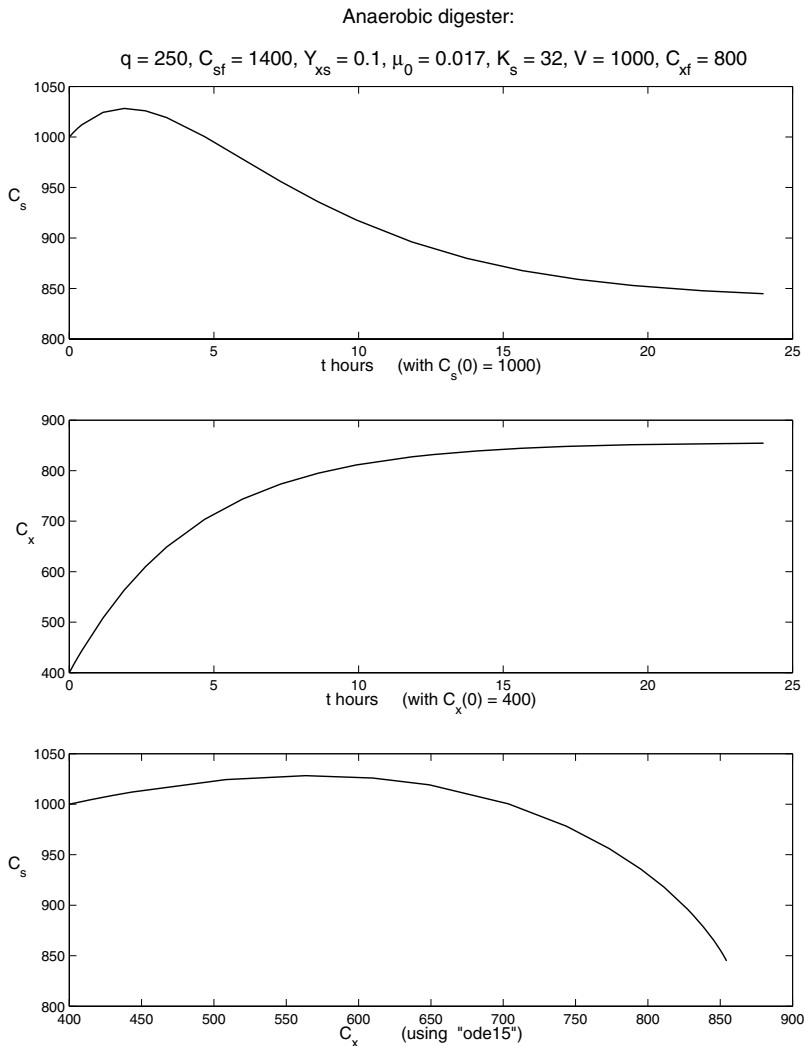 Anaerobic digester:
q = 250, C_sf = 1400, Y_xs = 0.1, μ_0 = 0.017, K_s = 32, V = 1000, C_xf = 800
1050
1000
950
900
850
800
C_s
0 5 10 15 20 25
t hours (with C_s(0) = 1000)
900
800
700
600
500
400
C_x
0 5 10 15 20 25
t hours (with C_x(0) = 400)
1050
1000
950
900
850
800
C_s
400 450 500 550 600 650 700 750 800 850 900
C_x (using "ode15")